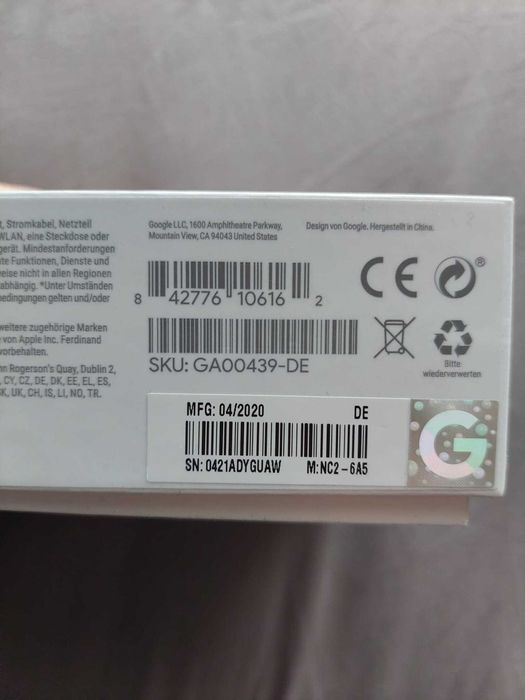 t, Stromkabel, Netzteil
WLAN, eine Steckdose oder
gerät. Mindestanforderungen
te Funktionen, Dienste und
weise nicht in allen Regionen
abhängig. *Unter Umständen
bedingungen gelten und/oder
weitere zugehörige Marken
e von Apple Inc. Ferdinand
vorbehalten.
hn Rogerson's Quay, Dublin 2,
, CY, CZ, DE, DK, EE, EL, ES,
SK, UK, CH, IS, LI, NO, TR.
Google LLC, 1600 Amphitheatre Parkway,
Mountain View, CA 94043 United States
Design von Google. Hergestellt in China.
8 42776 10616 2
CE
®
SKU: GA00439-DE
Bitte
wiederverwerten
MFG: 04/2020 DE
SN: 0421ADYGUAW M: NC2-6A5
G